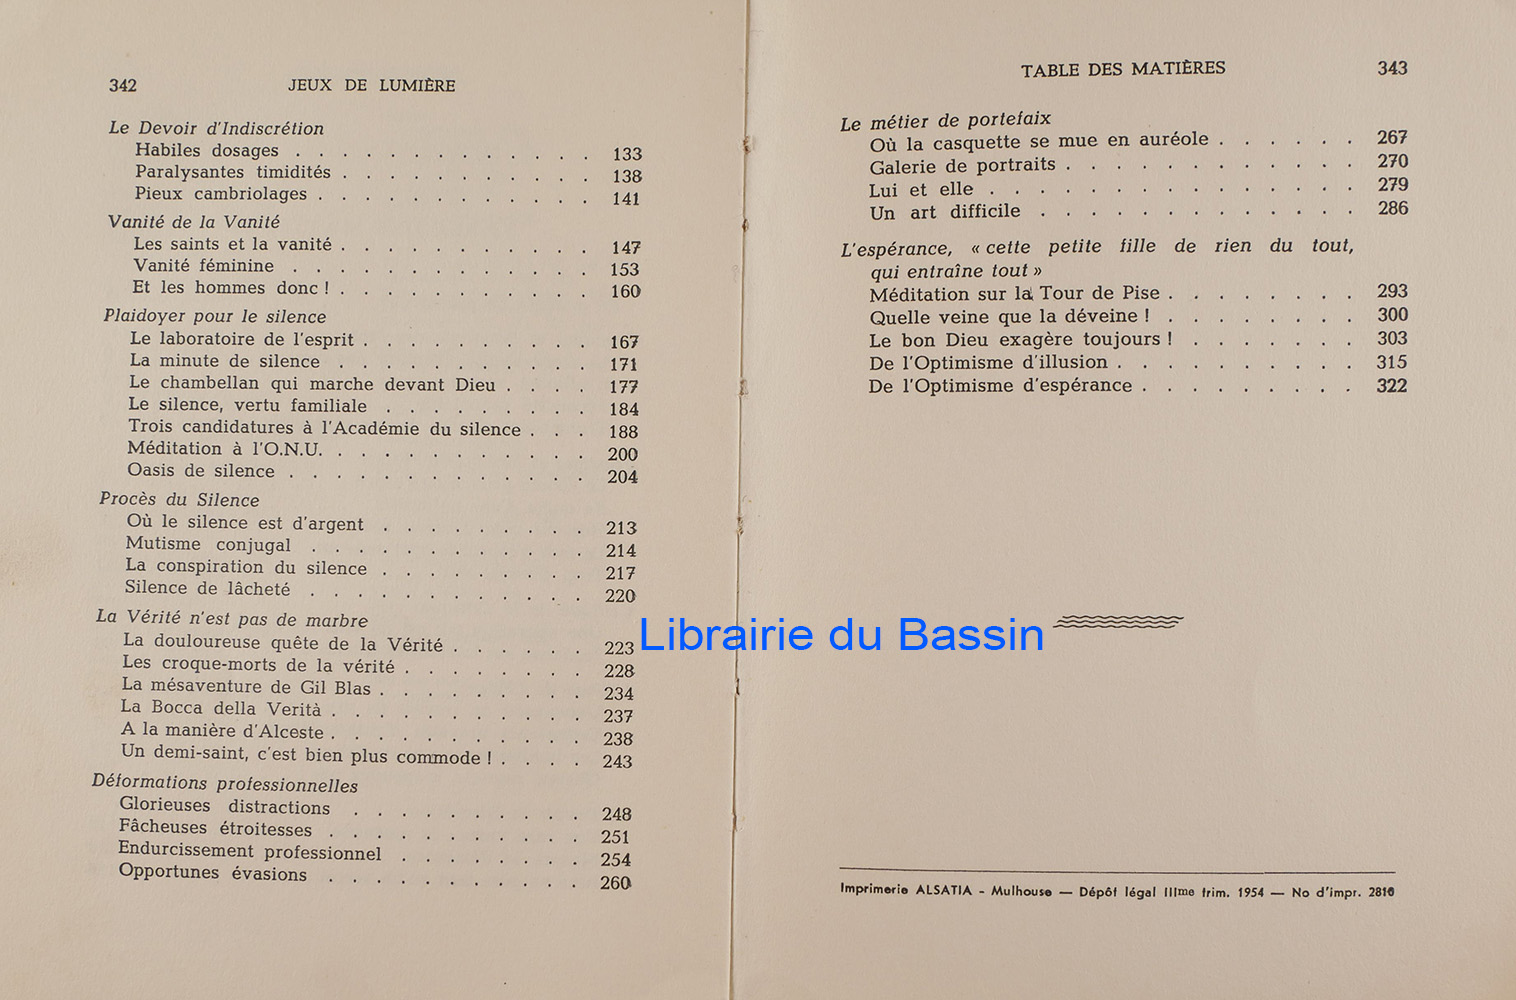 342 JEUX DE LUMIÈRE
Le Devoir d'Indiscrétion
Habiles dosages . . . . . . . . . . . . . 133
Paralysantes timidités . . . . . . . . . . . 138
Pieux cambriolages . . . . . . . . . . . . 141
Vanité de la Vanité
Les saints et la vanité . . . . . . . . . . . 147
Vanité féminine . . . . . . . . . . . . . 153
Et les hommes donc ! . . . . . . . . . . . 160
Plaidoyer pour le silence
Le laboratoire de l'esprit . . . . . . . . . . 167
La minute de silence . . . . . . . . . . . 171
Le chambellan qui marche devant Dieu . . . . 177
Le silence, vertu familiale . . . . . . . . . 184
Trois candidatures à l'Académie du silence . . . 188
Méditation à l'O.N.U. . . . . . . . . . . . 200
Oasis de silence . . . . . . . . . . . . . 204
Procès du Silence
Où le silence est d'argent . . . . . . . . . 213
Mutisme conjugal . . . . . . . . . . . . 214
La conspiration du silence . . . . . . . . . 217
Silence de lâcheté . . . . . . . . . . . . 220
La Vérité n'est pas de marbre
La douloureuse quête de la Vérité . . . . . . 223
Les croque-morts de la vérité . . . . . . . . 228
La mésaventure de Gil Blas . . . . . . . . . 234
La Bocca della Verità . . . . . . . . . . . 237
A la manière d'Alceste . . . . . . . . . . . 238
Un demi-saint, c'est bien plus commode ! . . . . 243
Déformations professionnelles
Glorieuses distractions . . . . . . . . . . 248
Fâcheuses étroitesses . . . . . . . . . . . 251
Endurcissement professionnel . . . . . . . . 254
Opportunes évasions . . . . . . . . . . . 260
TABLE DES MATIÈRES 343
Le métier de portefaix
Où la casquette se mue en auréole . . . . . . 267
Galerie de portraits . . . . . . . . . . . . 270
Lui et elle . . . . . . . . . . . . . . . 279
Un art difficile . . . . . . . . . . . . . 286
L'espérance, « cette petite fille de rien du tout,
qui entraîne tout »
Méditation sur la Tour de Pise . . . . . . . . 293
Quelle veine que la déveine ! . . . . . . . . 300
Le bon Dieu exagère toujours ! . . . . . . . 303
De l'Optimisme d'illusion . . . . . . . . . . 315
De l'Optimisme d'espérance . . . . . . . . . 322
Librairie du Bassin
Imprimerie ALSATIA - Mulhouse — Dépôt légal IIIme trim. 1954 — No d'impr. 2810